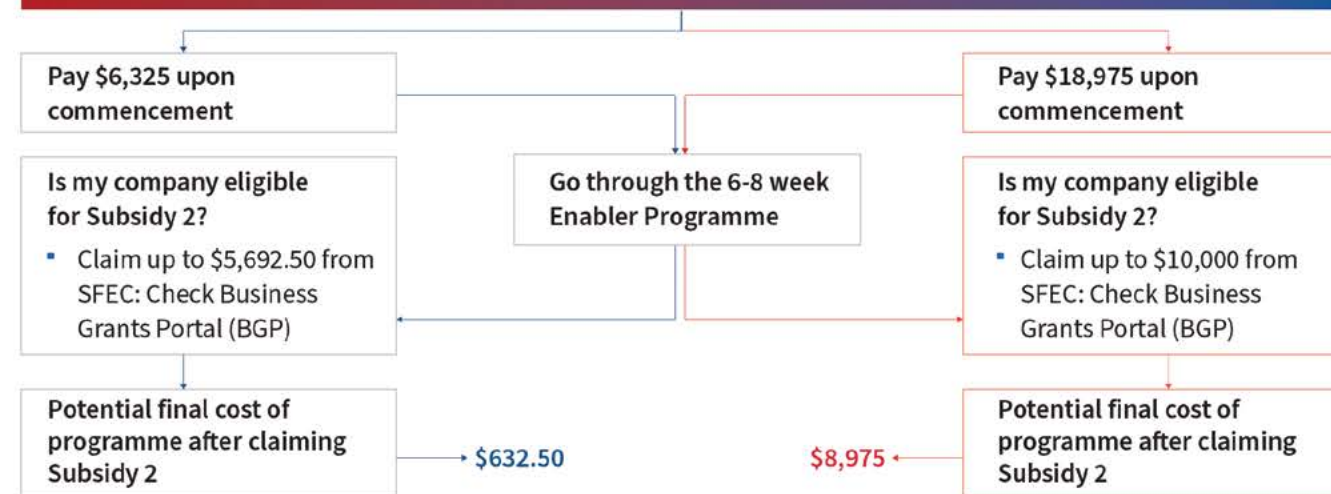 Pay $6,325 upon
commencement
Pay $18,975 upon
commencement
Is my company eligible
for Subsidy 2?
▪ Claim up to $5,692.50 from
SFEC: Check Business
Grants Portal (BGP)
Go through the 6-8 week
Enabler Programme
Is my company eligible
for Subsidy 2?
▪ Claim up to $10,000 from
SFEC: Check Business
Grants Portal (BGP)
Potential final cost of
programme after claiming
Subsidy 2
$632.50
$8,975
Potential final cost of
programme after claiming
Subsidy 2